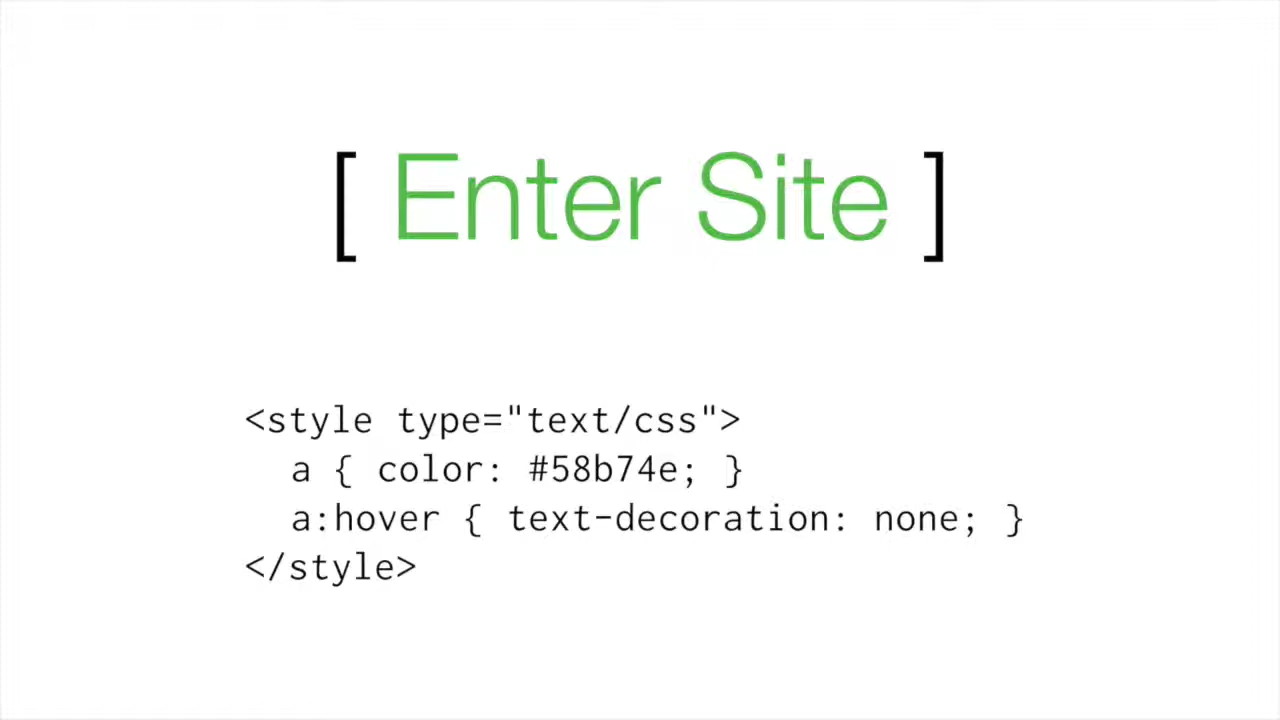 [ Enter Site ]
<style type="text/css">
a { color: #58b74e; }
a:hover { text-decoration: none; }
</style>